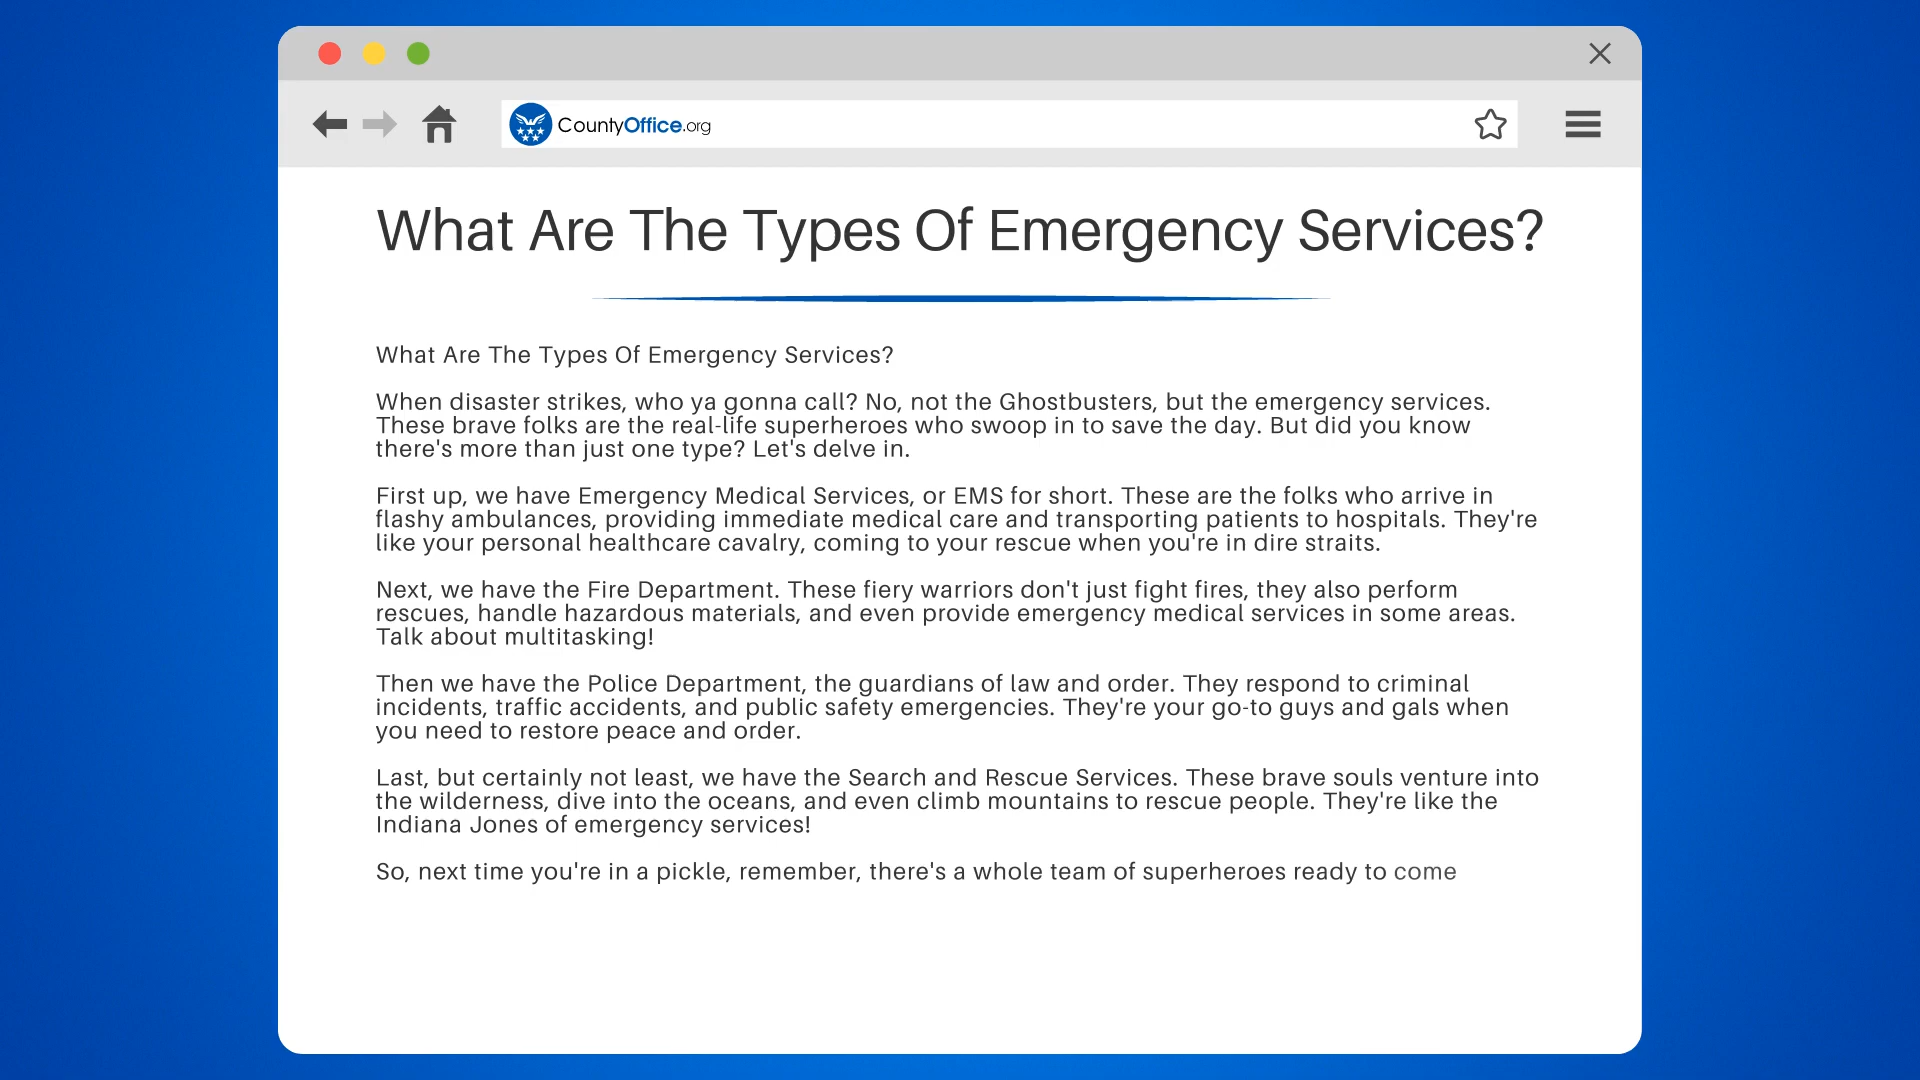 CountyOffice.org
What Are The Types Of Emergency Services?
What Are The Types Of Emergency Services?
When disaster strikes, who ya gonna call? No, not the Ghostbusters, but the emergency services.
These brave folks are the real-life superheroes who swoop in to save the day. But did you know
there's more than just one type? Let's delve in.
First up, we have Emergency Medical Services, or EMS for short. These are the folks who arrive in
flashy ambulances, providing immediate medical care and transporting patients to hospitals. They're
like your personal healthcare cavalry, coming to your rescue when you're in dire straits.
Next, we have the Fire Department. These fiery warriors don't just fight fires, they also perform
rescues, handle hazardous materials, and even provide emergency medical services in some areas.
Talk about multitasking!
Then we have the Police Department, the guardians of law and order. They respond to criminal
incidents, traffic accidents, and public safety emergencies. They're your go-to guys and gals when
you need to restore peace and order.
Last, but certainly not least, we have the Search and Rescue Services. These brave souls venture into
the wilderness, dive into the oceans, and even climb mountains to rescue people. They're like the
Indiana Jones of emergency services!
So, next time you're in a pickle, remember, there's a whole team of superheroes ready to come